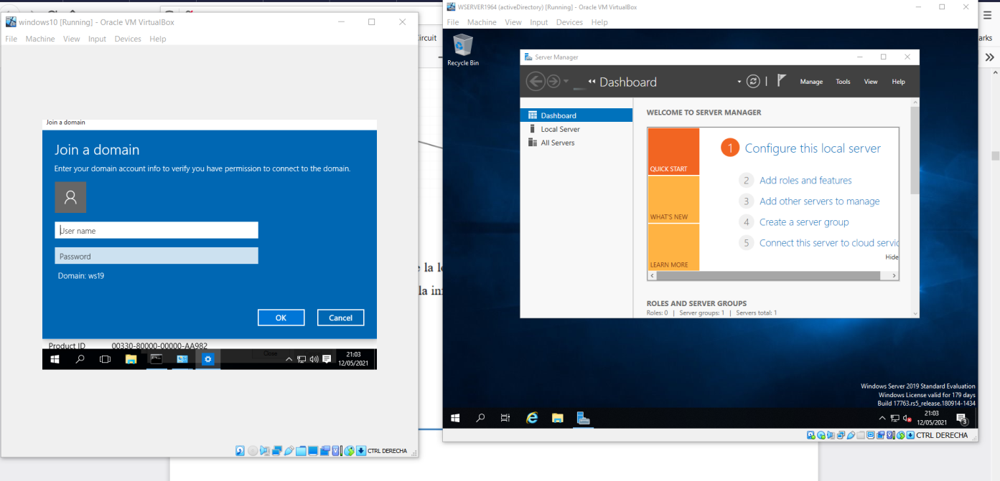 windows10 [Running] - Oracle VM VirtualBox
File Machine View Input Devices Help
Join a domain
Join a domain
Enter your domain account info to verify you have permission to connect to the domain.
User name
Password
Domain: ws19
OK Cancel
Product ID 00330-80000-00000-AA982
Close
21:03
12/05/2021
CTRL DERECHA
ircuit
e la l
la in
WSERVER1964 (activeDirectory) [Running] - Oracle VM VirtualBox
File Machine View Input Devices Help
arks
Recycle Bin
Server Manager
Dashboard
Manage Tools View Help
Dashboard
Local Server
All Servers
WELCOME TO SERVER MANAGER
QUICK START
WHAT'S NEW
LEARN MORE
1 Configure this local server
2 Add roles and features
3 Add other servers to manage
4 Create a server group
5 Connect this server to cloud servic
Hide
ROLES AND SERVER GROUPS
Roles: 0 | Server groups: 1 | Servers total: 1
Windows Server 2019 Standard Evaluation
Windows License valid for 179 days
Build 17763.rs5_release.180914-1434
21:03
12/05/2021
3
CTRL DERECHA